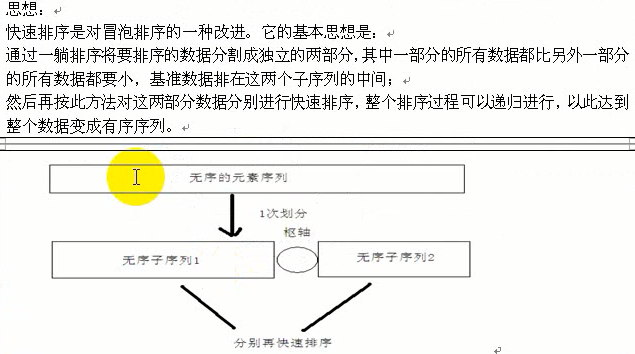 思想：
快速排序是对冒泡排序的一种改进。它的基本思想是：
通过一躺排序将要排序的数据分割成独立的两部分，其中一部分的所有数据都比另外一部分
的所有数据都要小，基准数据排在这两个子序列的中间；
然后再按此方法对这两部分数据分别进行快速排序，整个排序过程可以递归进行，以此达到
整个数据变成有序序列。
无序的元素序列
1次划分
枢轴
无序子序列1
无序子序列2
分别再快速排序